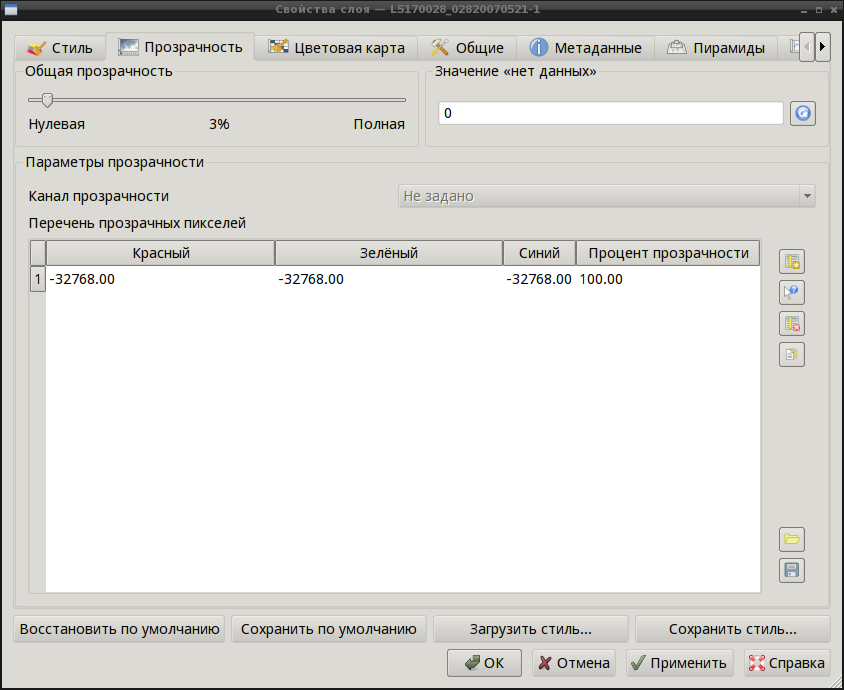 Свойства слоя — L5170028_02820070521-1
Стиль Прозрачность Цветовая карта Общие Метаданные Пирамиды
Общая прозрачность Значение «нет данных»
0
Нулевая 3% Полная
Параметры прозрачности
Канал прозрачности Не задано
Перечень прозрачных пикселей
Красный Зелёный Синий Процент прозрачности
1 -32768.00 -32768.00 -32768.00 100.00
Восстановить по умолчанию Сохранить по умолчанию Загрузить стиль... Сохранить стиль...
ОК Отмена Применить Справка